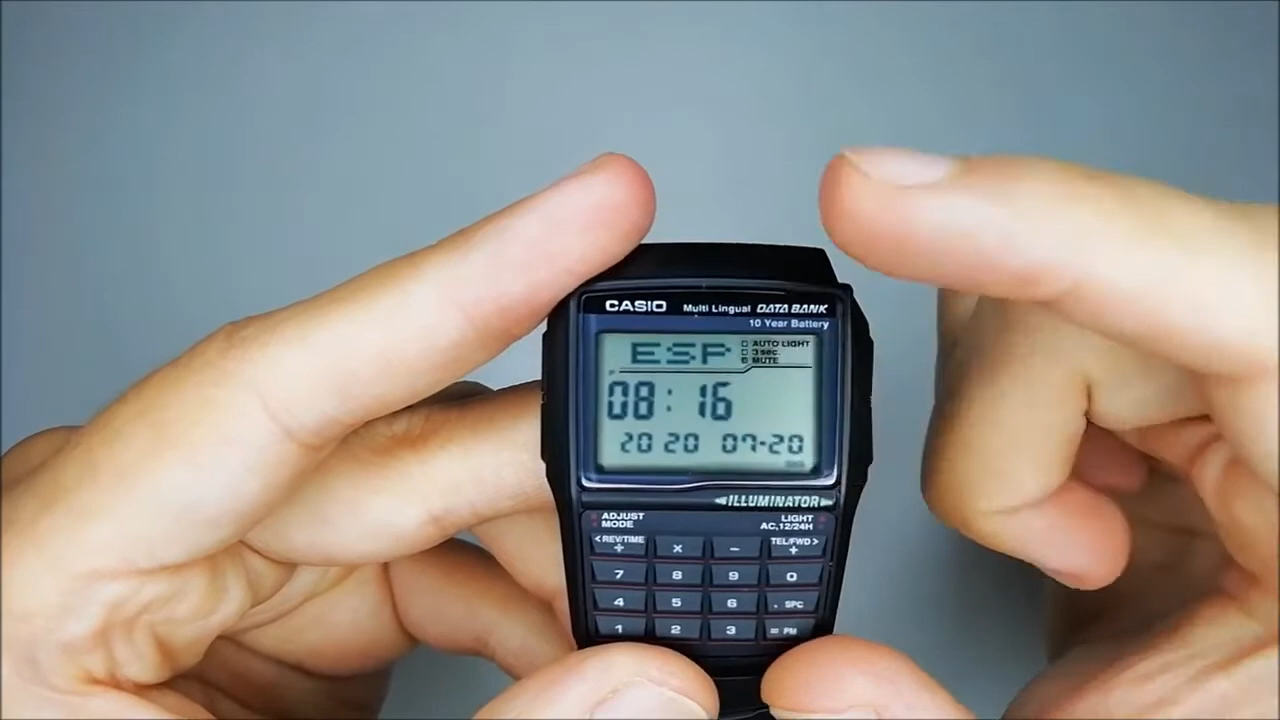 CASIO Multi Lingual DATA BANK
10 Year Battery
ESP
AUTO LIGHT
3 sec.
MUTE
P
08:16
2020 07-20
ILLUMINATOR
ADJUST LIGHT
MODE AC,12/24H
<REV/TIME TEL/FWD>
÷ × − +
7 8 9 0
4 5 6 . SPC
1 2 3 = PM